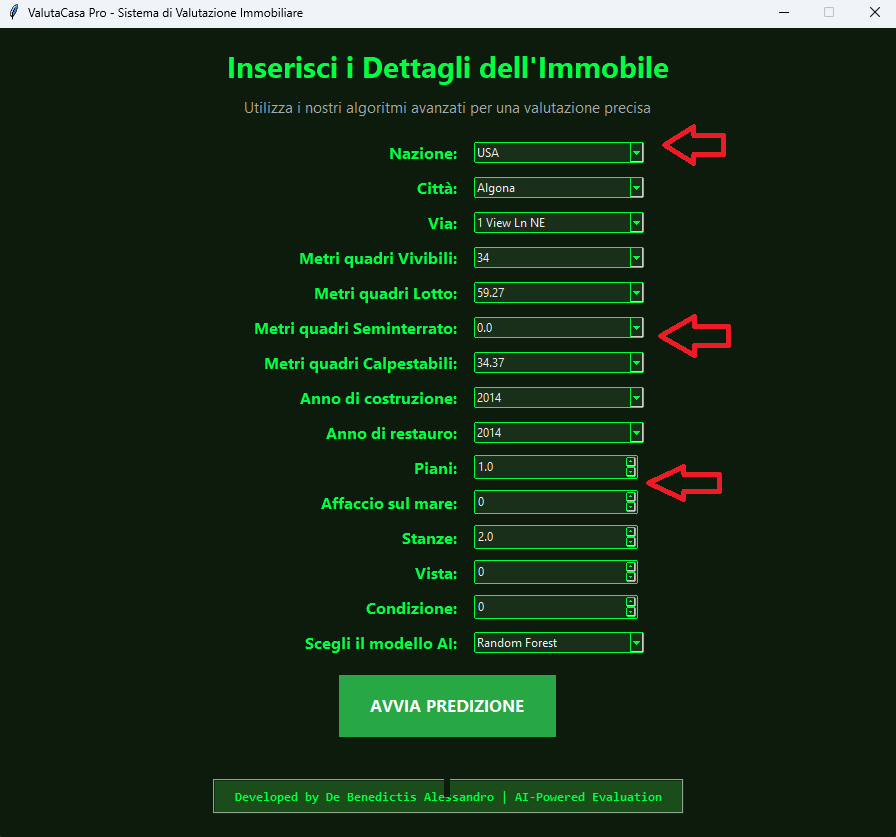 ValutaCasa Pro - Sistema di Valutazione Immobiliare
Inserisci i Dettagli dell'Immobile
Utilizza i nostri algoritmi avanzati per una valutazione precisa
Nazione: USA
Città: Algona
Via: 1 View Ln NE
Metri quadri Vivibili: 34
Metri quadri Lotto: 59.27
Metri quadri Seminterrato: 0.0
Metri quadri Calpestabili: 34.37
Anno di costruzione: 2014
Anno di restauro: 2014
Piani: 1.0
Affaccio sul mare: 0
Stanze: 2.0
Vista: 0
Condizione: 0
Scegli il modello AI: Random Forest
AVVIA PREDIZIONE
Developed by De Benedictis Alessandro | AI-Powered Evaluation